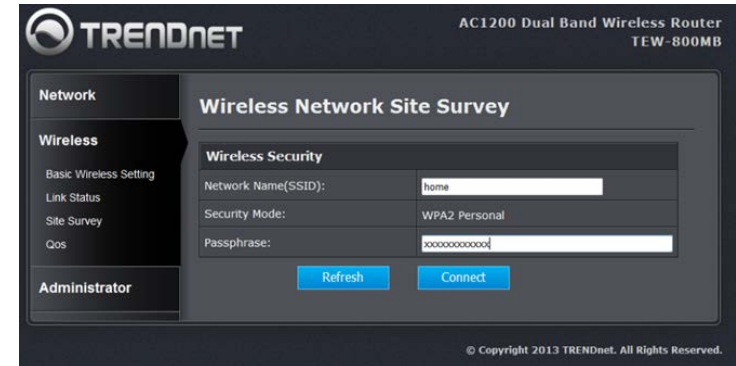 TRENDNET
AC1200 Dual Band Wireless Router
TEW-800MB
Network
Wireless
Basic Wireless Setting
Link Status
Site Survey
Qos
Administrator
Wireless Network Site Survey
Wireless Security
Network Name(SSID): home
Security Mode: WPA2 Personal
Passphrase: xxxxxxxxxxxx
Refresh Connect
© Copyright 2013 TRENDnet. All Rights Reserved.